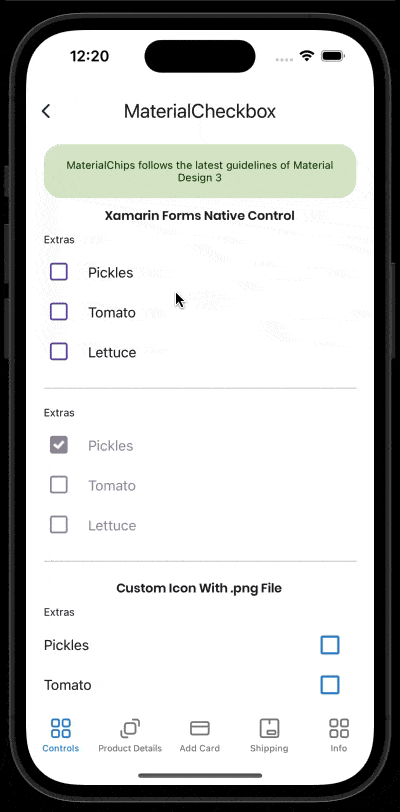 12:20
MaterialCheckbox
MaterialChips follows the latest guidelines of Material
Design 3
Xamarin Forms Native Control
Extras
Pickles
Tomato
Lettuce
Extras
Pickles
Tomato
Lettuce
Custom Icon With .png File
Extras
Pickles
Tomato
Controls Product Details Add Card Shipping Info